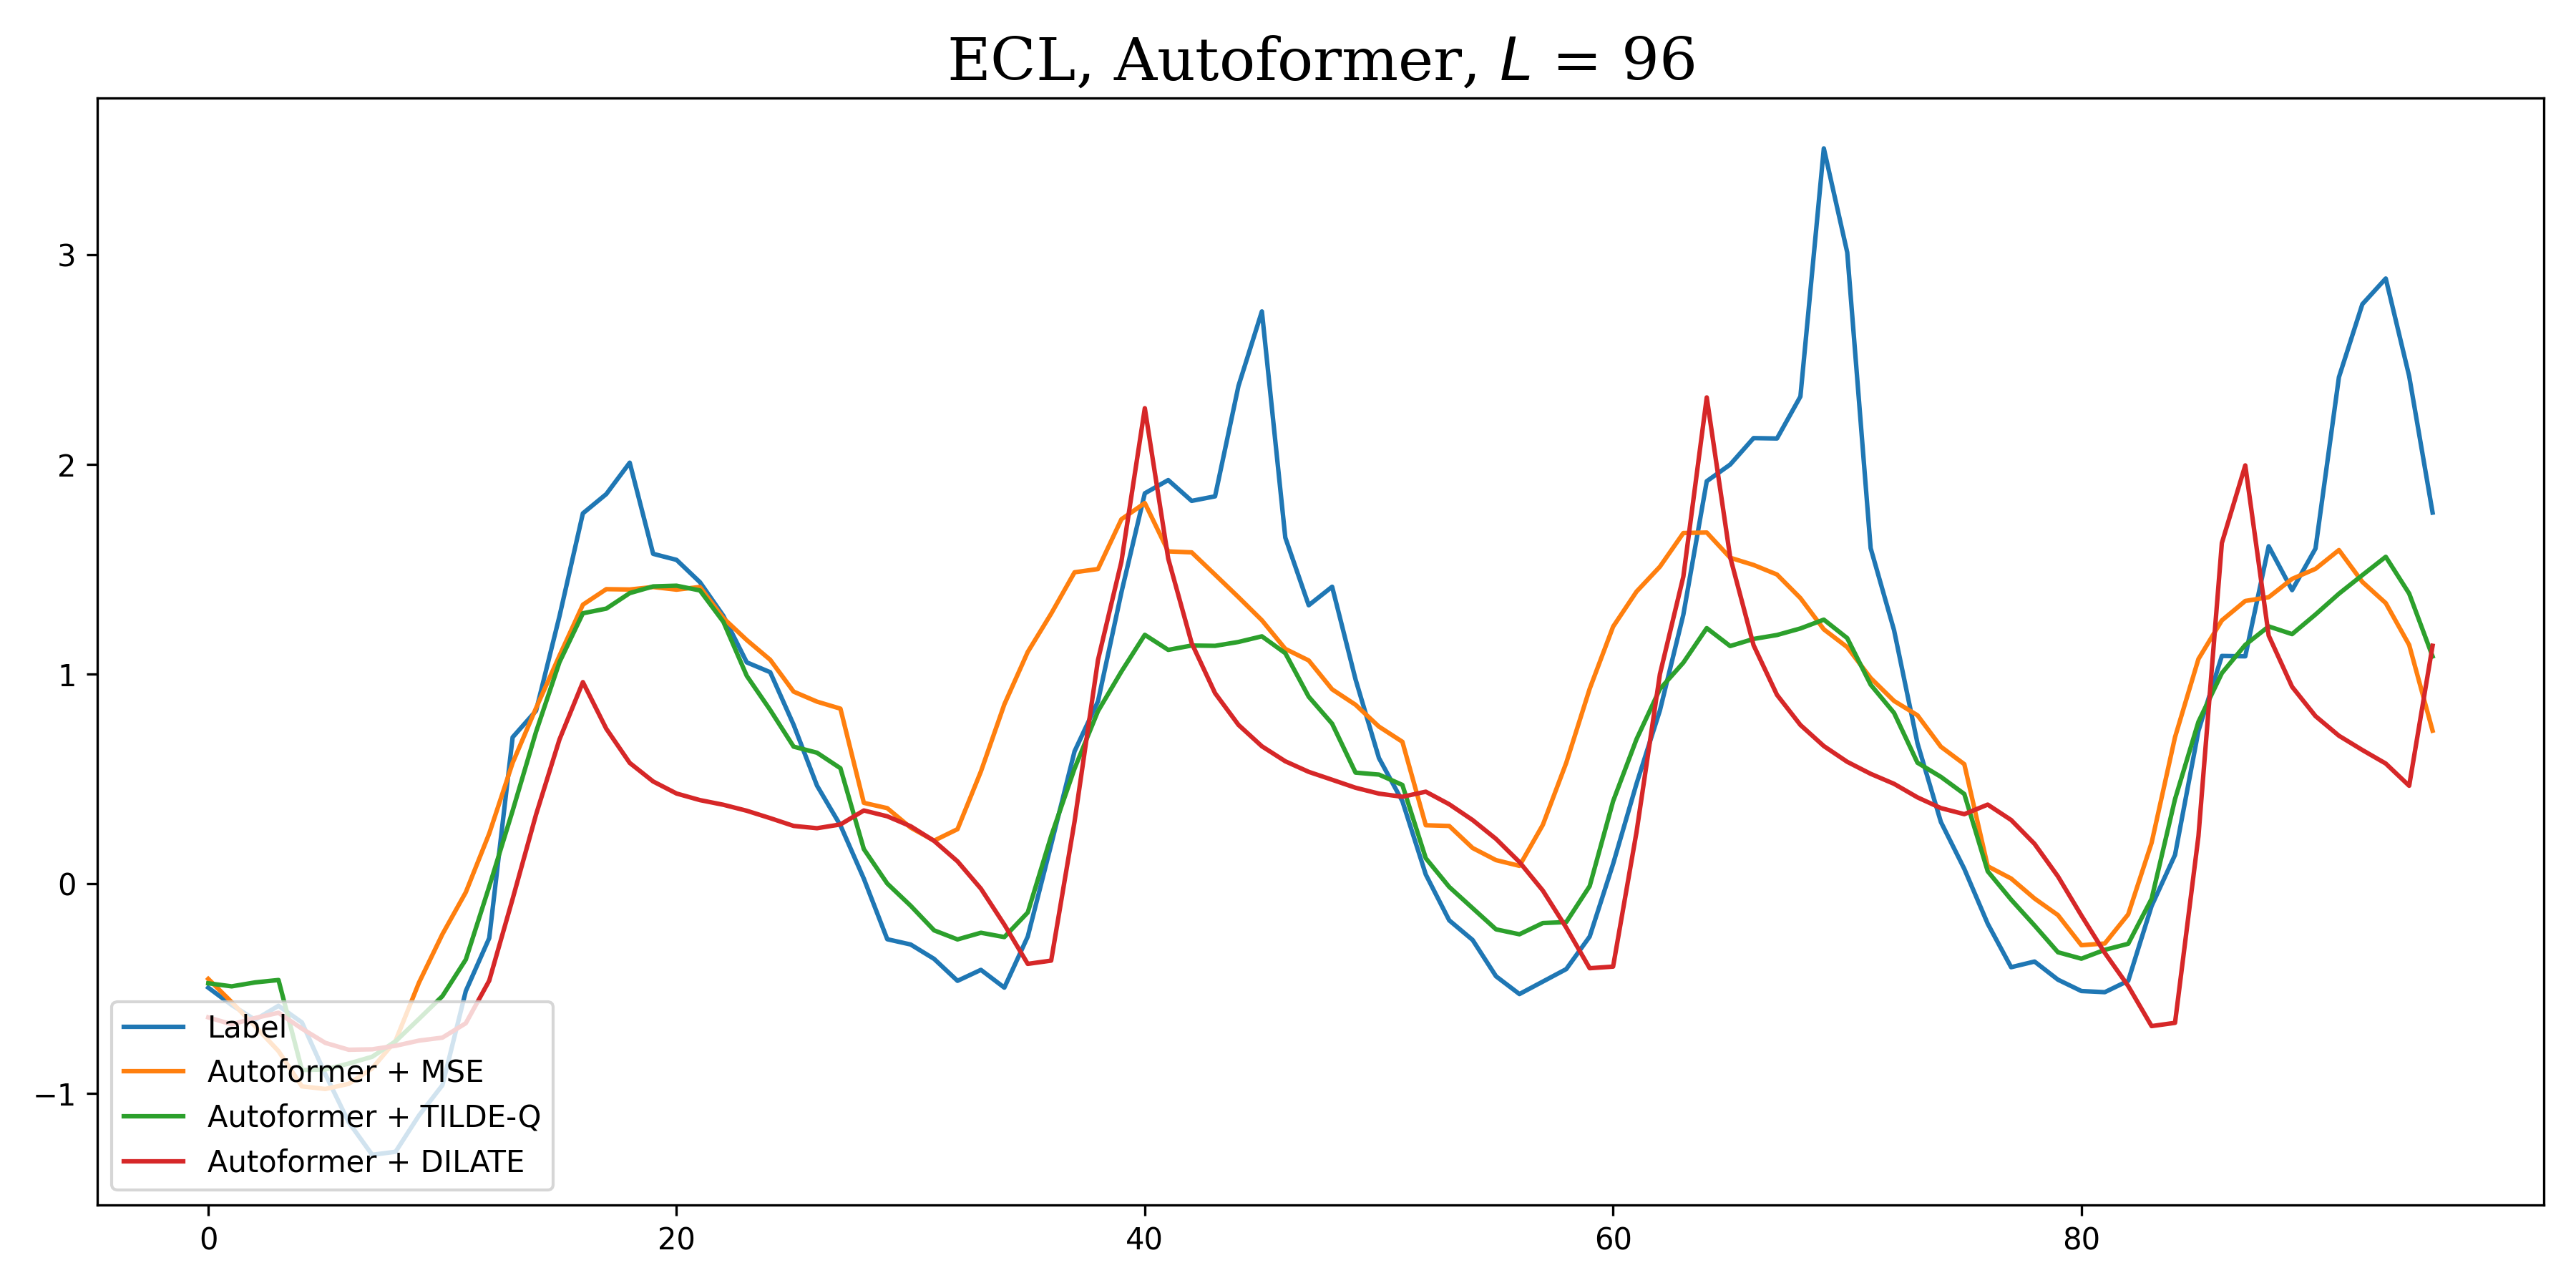 ECL, Autoformer, L = 96
3
2
1
0
−1
Label
Autoformer + MSE
Autoformer + TILDE-Q
Autoformer + DILATE
0 20 40 60 80